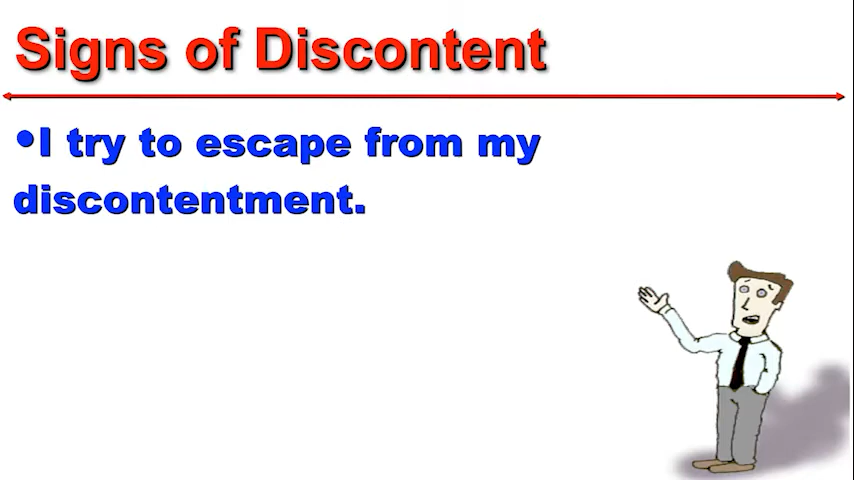 Signs of Discontent
•I try to escape from my
discontentment.